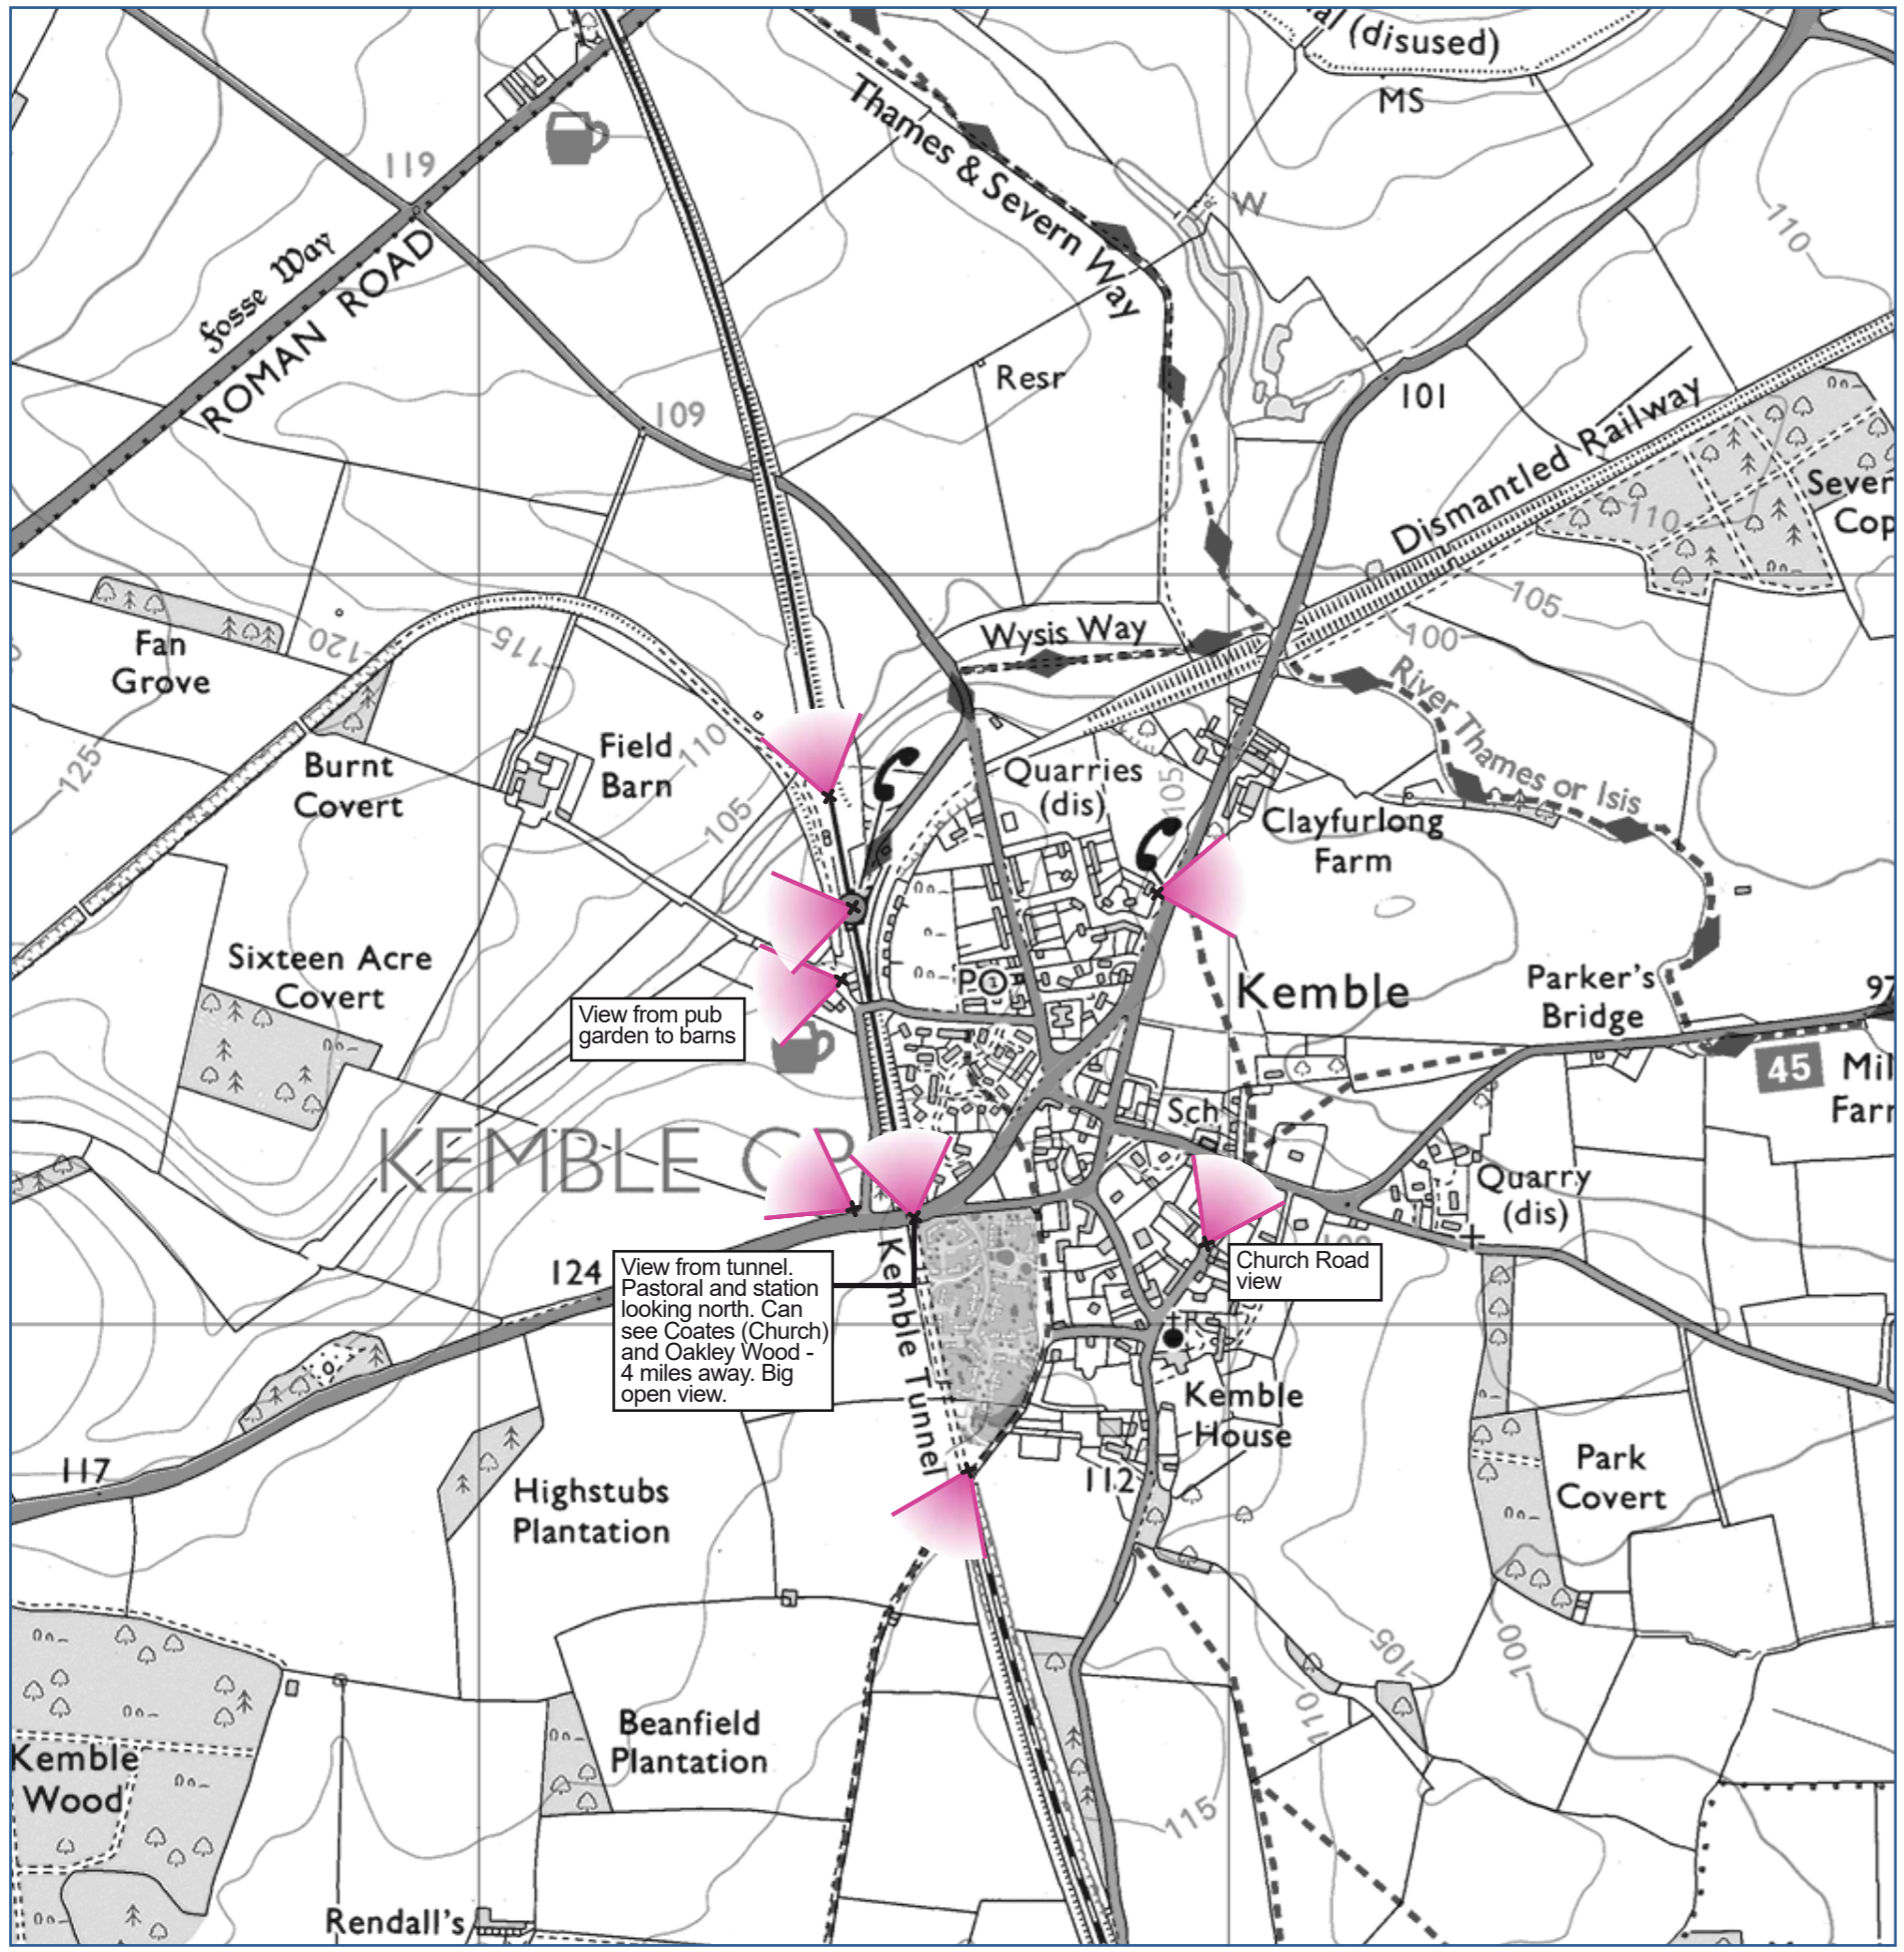 al (disused)
MS
Thames & Severn Way
119
W
110
Fosse Way
ROMAN ROAD
Resr
101
109
Dismantled Railway
Sever
Cop
110
105
100
Wysis Way
Fan
Grove
120
115
River Thames or Isis
125
Burnt
Covert
Field
Barn
110
105
Quarries
(dis)
105
Clayfurlong
Farm
Sixteen Acre
Covert
P
1
Kemble
Parker's
Bridge
97
View from pub
garden to barns
45
Mil
Farr
Sch
KEMBLE CP
Quarry
(dis)
124
View from tunnel.
Pastoral and station
looking north. Can
see Coates (Church)
and Oakley Wood -
4 miles away. Big
open view.
Church Road
view
Kemble Tunnel
Kemble
House
117
112
Highstubs
Plantation
Park
Covert
105
100
110
Beanfield
Plantation
Kemble
Wood
115
Rendall's